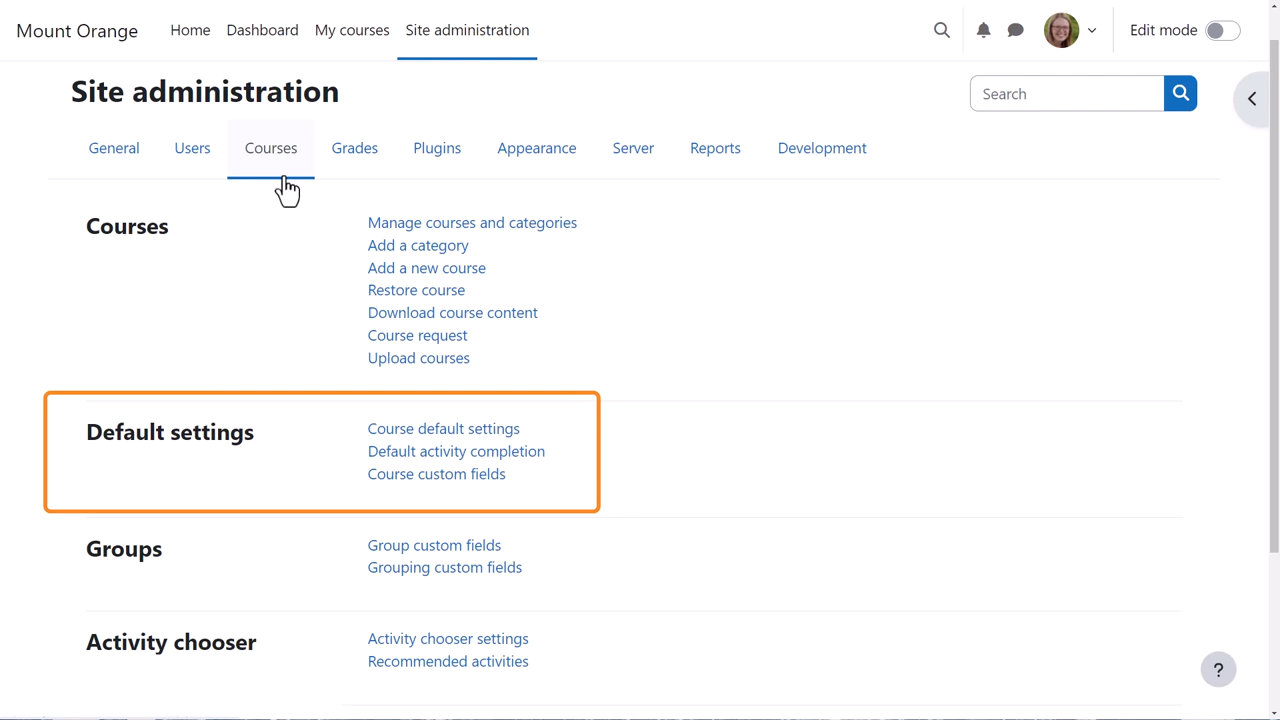 Mount Orange Home Dashboard My courses Site administration Edit mode
Site administration
Search
General Users Courses Grades Plugins Appearance Server Reports Development
Courses
Manage courses and categories
Add a category
Add a new course
Restore course
Download course content
Course request
Upload courses
Default settings
Course default settings
Default activity completion
Course custom fields
Groups
Group custom fields
Grouping custom fields
Activity chooser
Activity chooser settings
Recommended activities
?